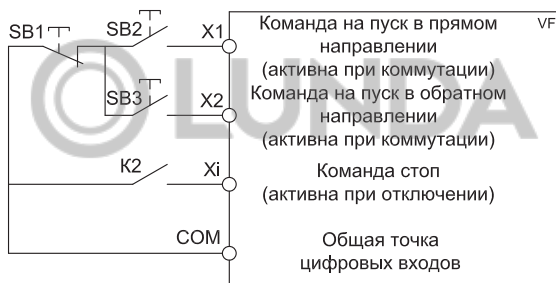 SB1
SB2
X1
Команда на пуск в прямом
направлении
(активна при коммутации)
VF
SB3
X2
Команда на пуск в обратном
направлении
(активна при коммутации)
LUNDA
К2
Xi
Команда стоп
(активна при отключении)
COM
Общая точка
цифровых входов